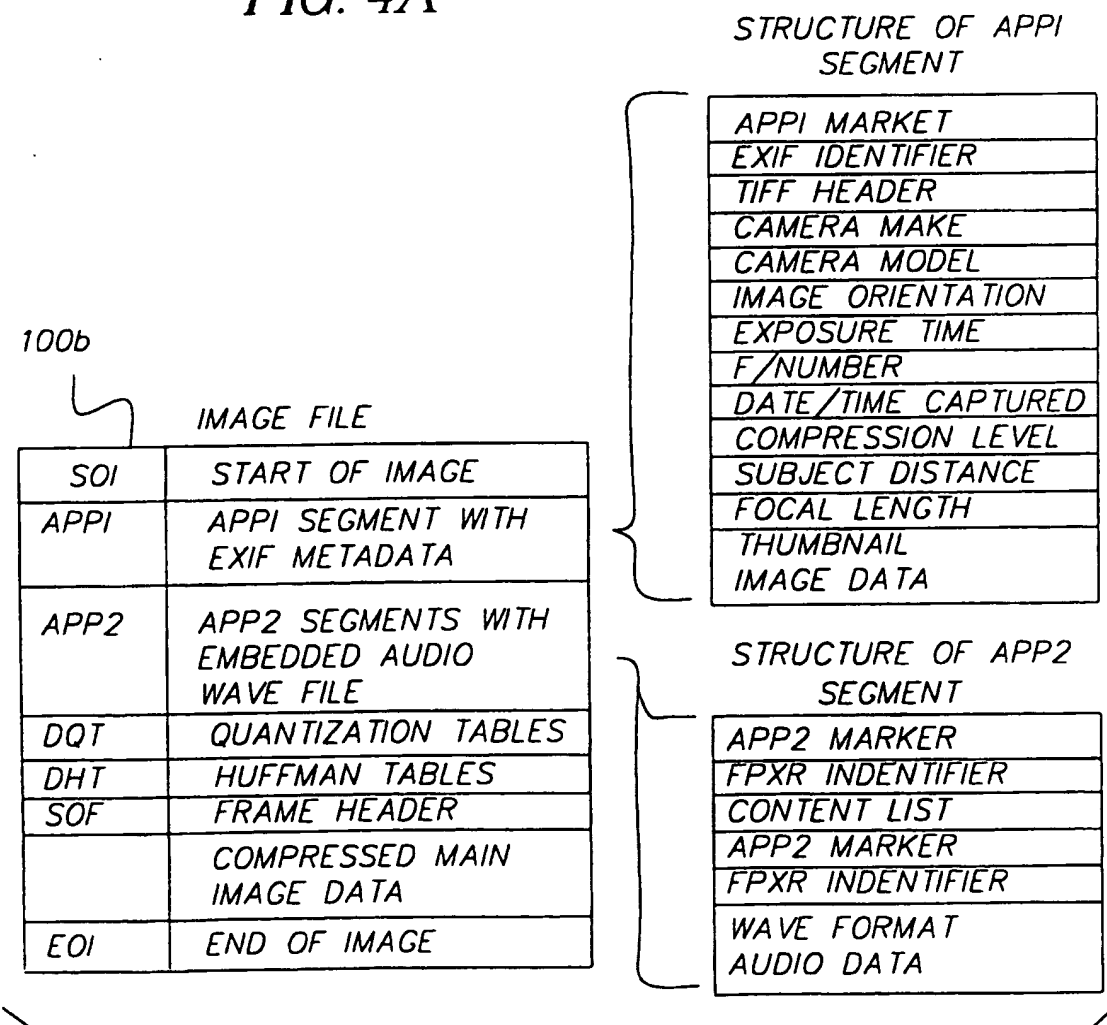 FIG. 4A
STRUCTURE OF APP1
SEGMENT
APP1 MARKET
EXIF IDENTIFIER
TIFF HEADER
CAMERA MAKE
CAMERA MODEL
IMAGE ORIENTATION
EXPOSURE TIME
F/NUMBER
DATE/TIME CAPTURED
COMPRESSION LEVEL
SUBJECT DISTANCE
FOCAL LENGTH
THUMBNAIL
IMAGE DATA
100b
IMAGE FILE
SOI START OF IMAGE
APP1 APP1 SEGMENT WITH
EXIF METADATA
APP2 APP2 SEGMENTS WITH
EMBEDDED AUDIO
WAVE FILE
DQT QUANTIZATION TABLES
DHT HUFFMAN TABLES
SOF FRAME HEADER
COMPRESSED MAIN
IMAGE DATA
EOI END OF IMAGE
STRUCTURE OF APP2
SEGMENT
APP2 MARKER
FPXR INDENTIFIER
CONTENT LIST
APP2 MARKER
FPXR INDENTIFIER
WAVE FORMAT
AUDIO DATA